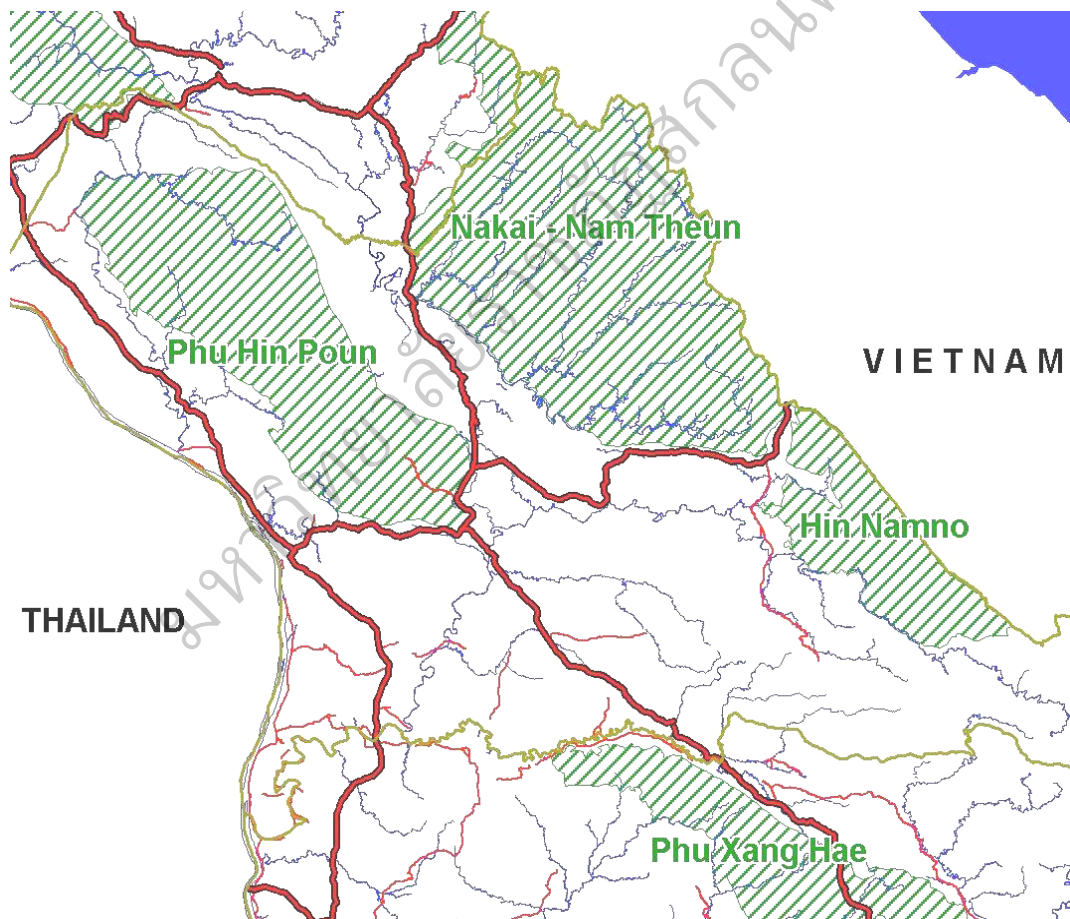 Nakai - Nam Theun
Phu Hin Poun
VIETNAM
Hin Namno
THAILAND
Phu Xang Hae